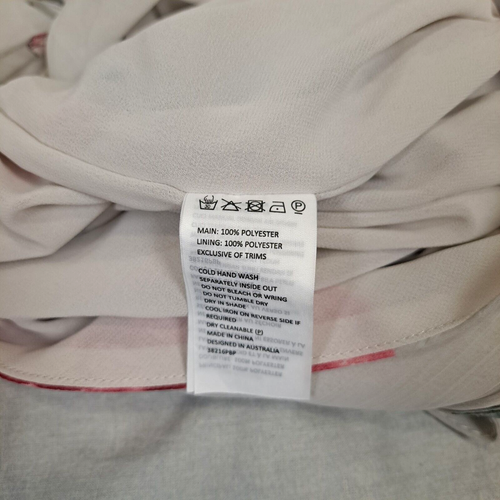 MAIN: 100% POLYESTER
LINING: 100% POLYESTER
EXCLUSIVE OF TRIMS
COLD HAND WASH
SEPARATELY INSIDE OUT
DO NOT BLEACH OR WRING
DO NOT TUMBLE DRY
DRY IN SHADE
COOL IRON ON REVERSE SIDE IF
REQUIRED
DRY CLEANABLE Ⓟ
MADE IN CHINA
DESIGNED IN AUSTRALIA
38216PBP